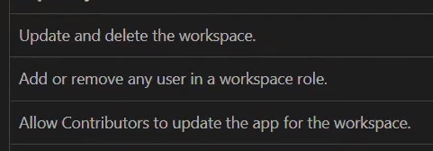 Update and delete the workspace.
Add or remove any user in a workspace role.
Allow Contributors to update the app for the workspace.